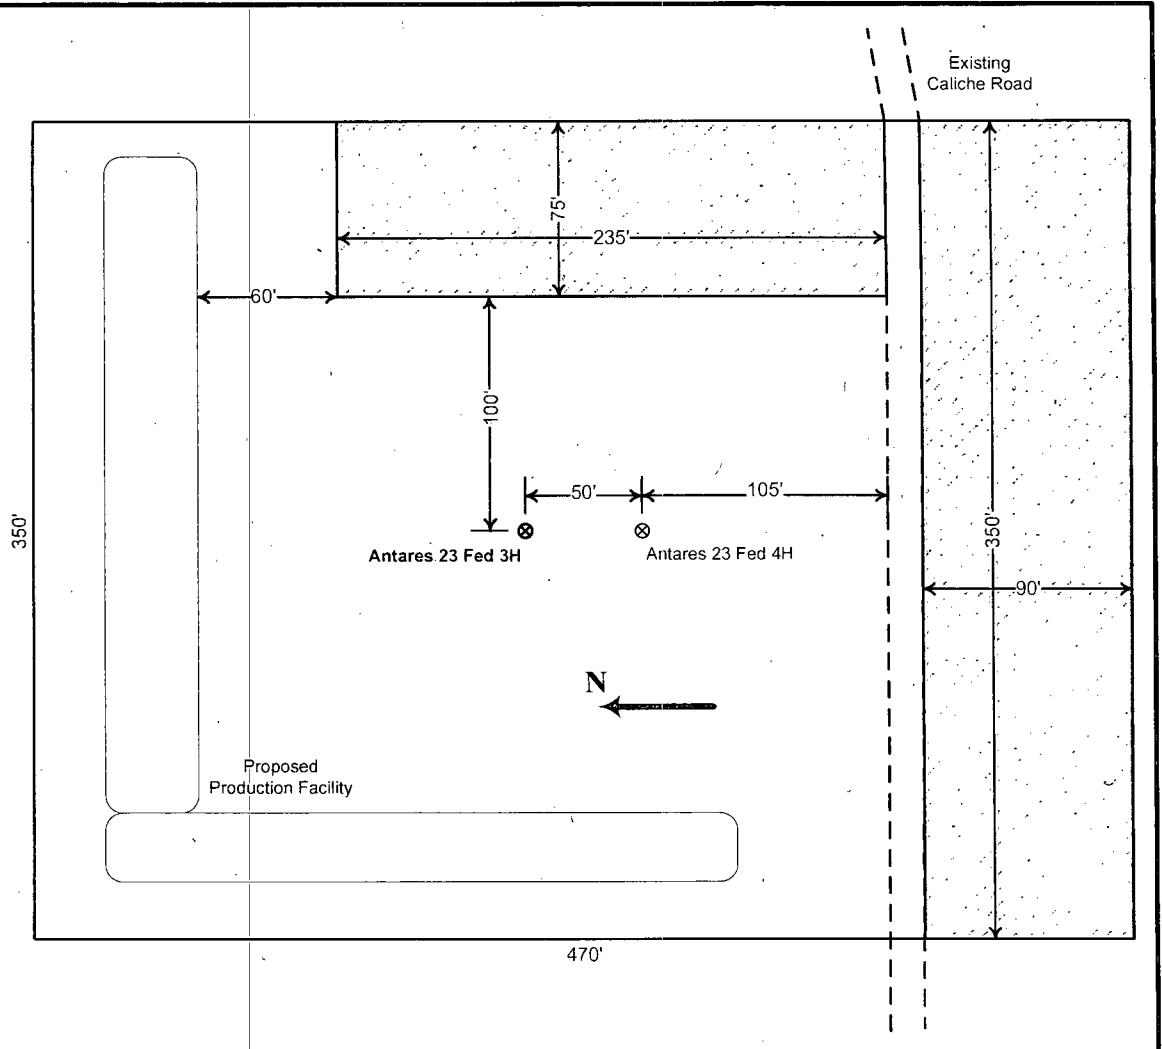 Existing
Caliche Road
75'
235'
60'
100'
50'
105'
350'
350'
Antares 23 Fed 3H
Antares 23 Fed 4H
90'
N
Proposed
Production Facility
470'